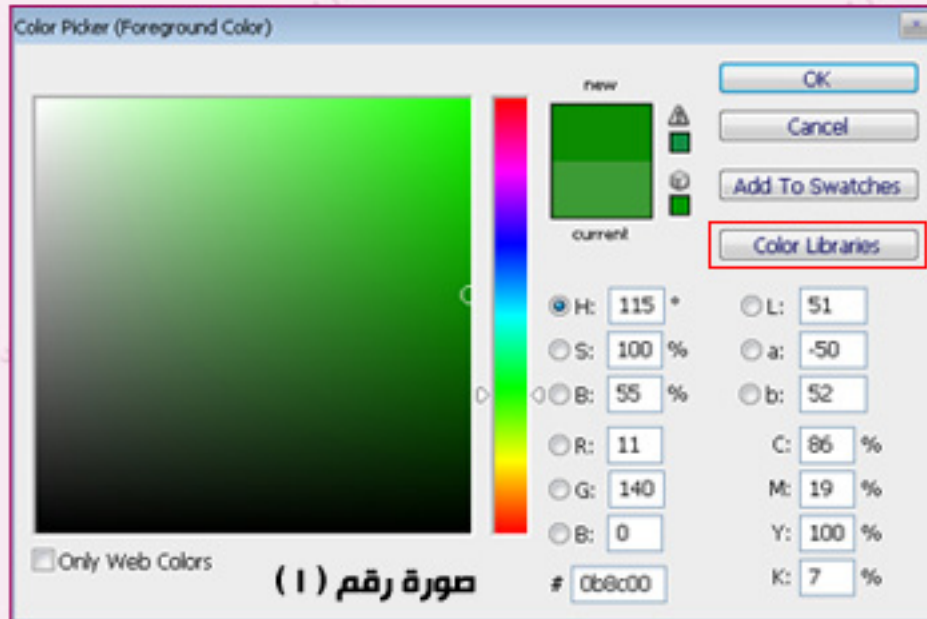 Color Picker (Foreground Color)
new
current
OK
Cancel
Add To Swatches
Color Libraries
H: 115 °
S: 100 %
B: 55 %
R: 11
G: 140
B: 0
# 0b8c00
L: 51
a: -50
b: 52
C: 86 %
M: 19 %
Y: 100 %
K: 7 %
Only Web Colors
صورة رقم (١)